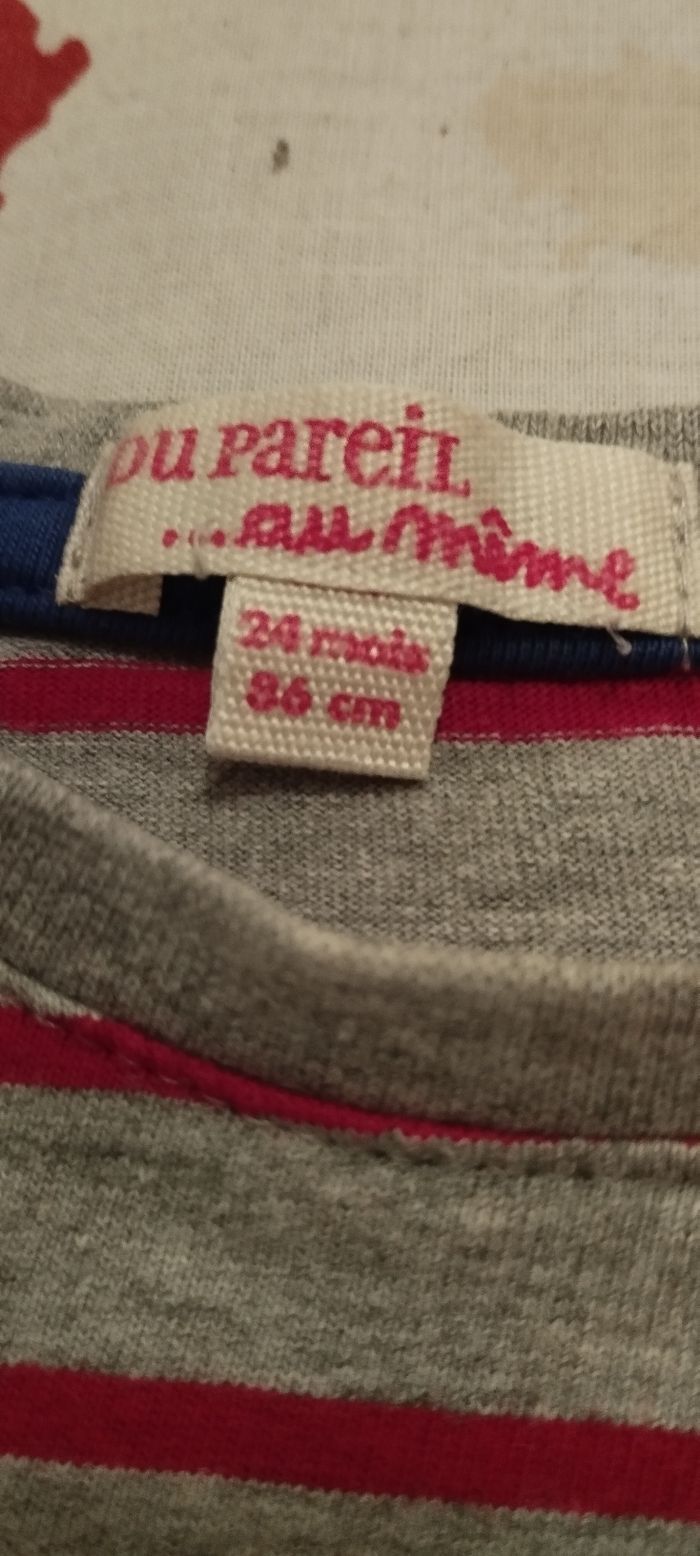 DU PAREIL
...au même
24 mois
86 cm